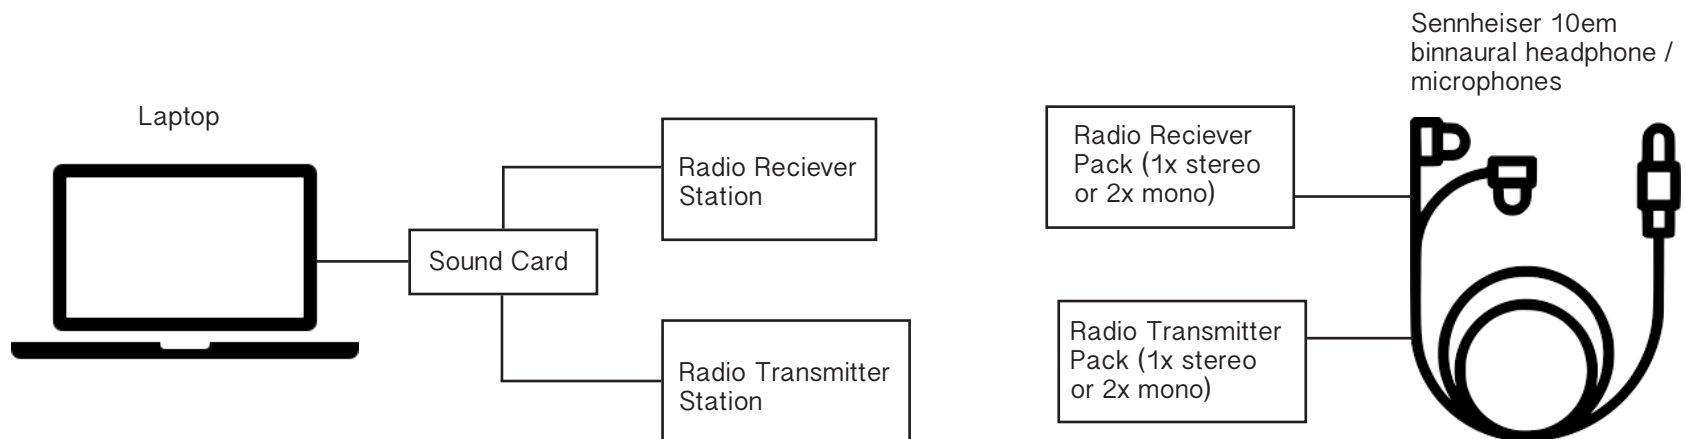 Sennheiser 10em
binnaural headphone /
microphones
Laptop
Radio Reciever
Station
Sound Card
Radio Transmitter
Station
Radio Reciever
Pack (1x stereo
or 2x mono)
Radio Transmitter
Pack (1x stereo
or 2x mono)